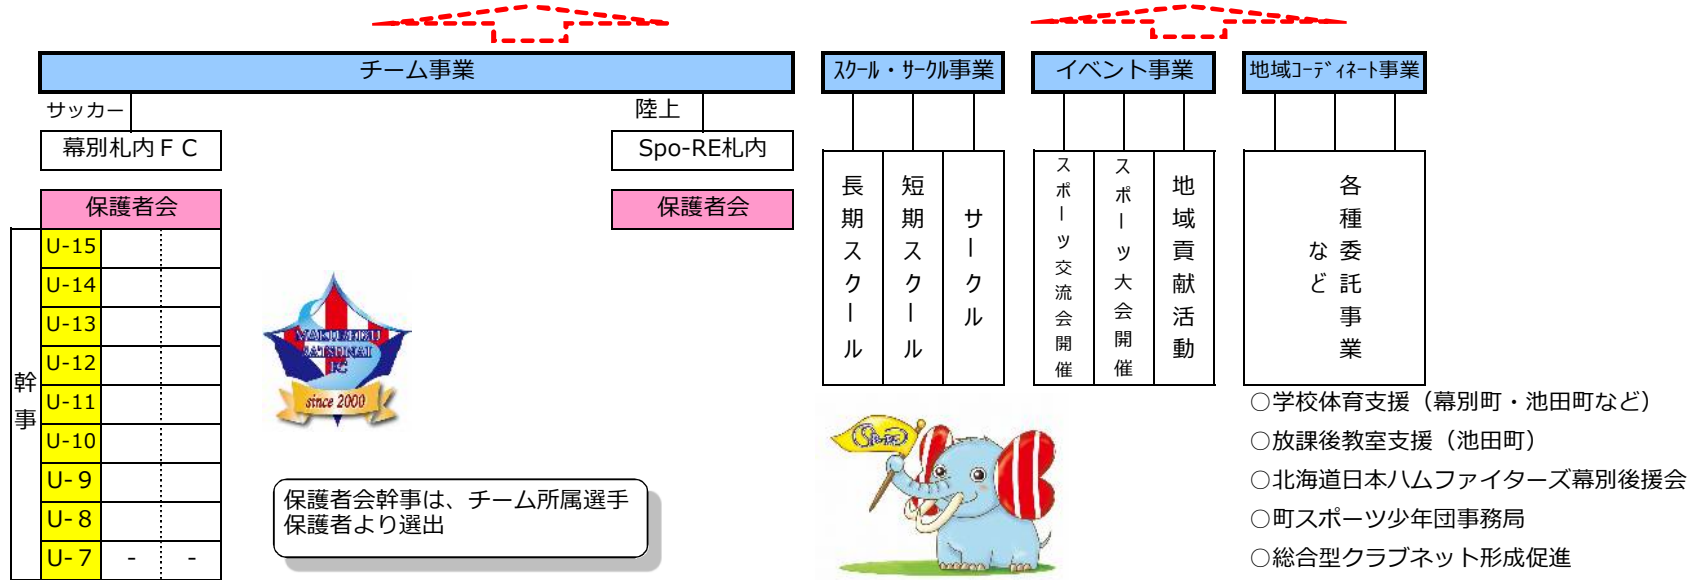 チーム事業
スクール・サークル事業
イベント事業
地域コーディネート事業
サッカー
陸上
幕別札内ＦＣ
Spo-RE札内
保護者会
保護者会
幹事
U-15
U-14
U-13
U-12
U-11
U-10
U-９
U-８
U-７ - -
MAKUBETSU
SATSUNAI
FC
since 2000
保護者会幹事は、チーム所属選手
保護者より選出
長期スクール
短期スクール
サークル
スポーツ交流会開催
スポーツ大会開催
地域貢献活動
各種委託事業
など
Spo-RE
○学校体育支援（幕別町・池田町など）
○放課後教室支援（池田町）
○北海道日本ハムファイターズ幕別後援会
○町スポーツ少年団事務局
○総合型クラブネット形成促進